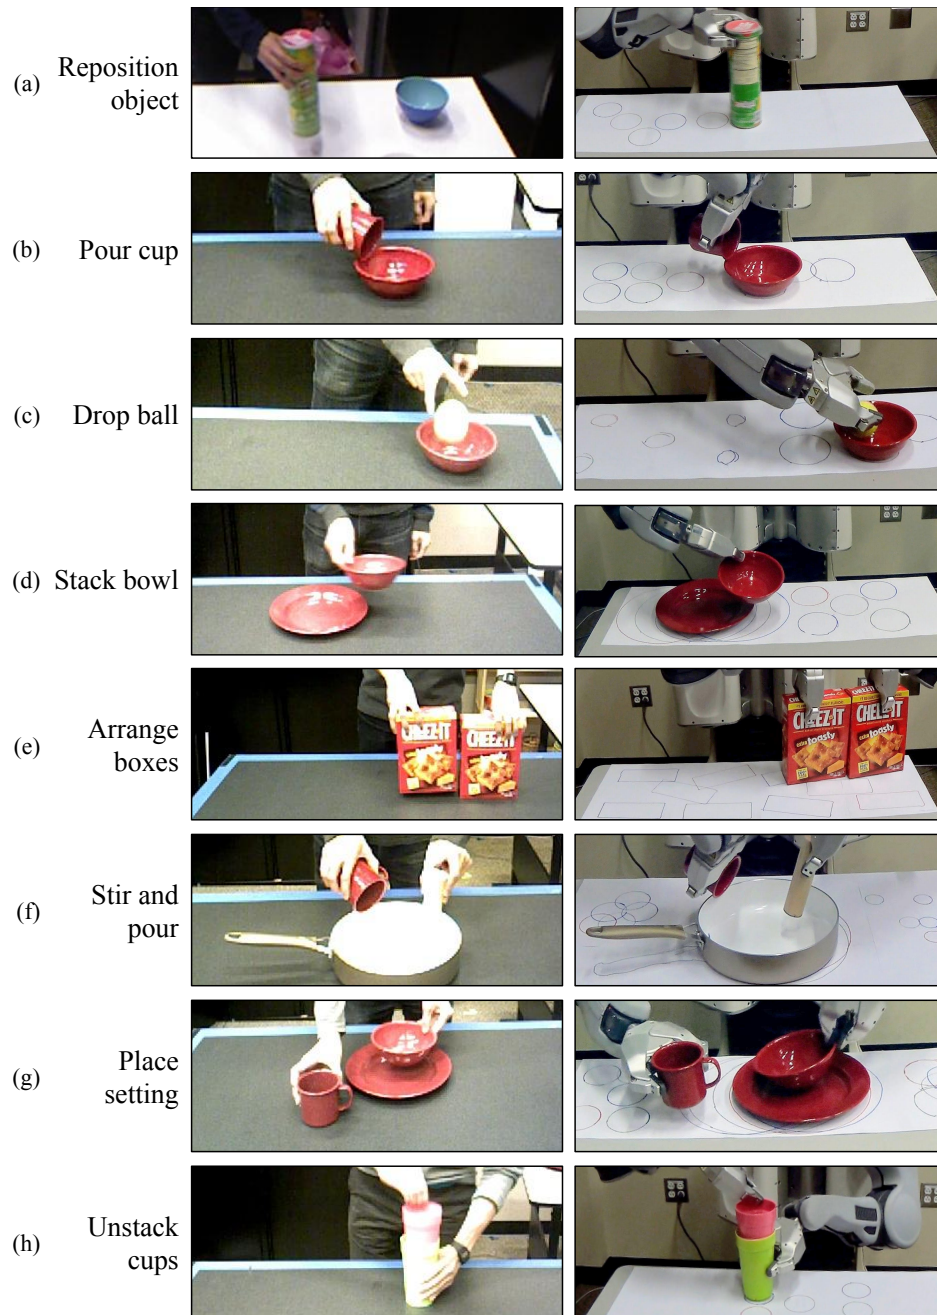 (a) Reposition
object
(b) Pour cup
(c) Drop ball
(d) Stack bowl
(e) Arrange
boxes
CHEEZ-IT
CHEEZ-IT
CHEEZ-IT
CHEEZ-IT
toasty
toasty
(f) Stir and
pour
(g) Place
setting
(h) Unstack
cups